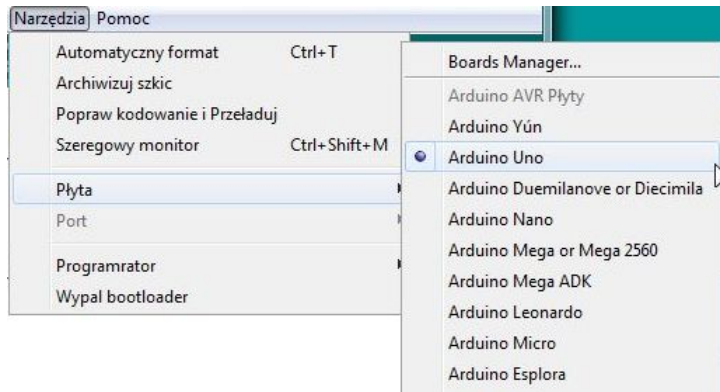 Narzędzia Pomoc
Automatyczny format Ctrl+T
Archiwizuj szkic
Popraw kodowanie i Przeładuj
Szeregowy monitor Ctrl+Shift+M
Płyta
Port
Programrator
Wypal bootloader
Boards Manager...
Arduino AVR Płyty
Arduino Yún
Arduino Uno
Arduino Duemilanove or Diecimila
Arduino Nano
Arduino Mega or Mega 2560
Arduino Mega ADK
Arduino Leonardo
Arduino Micro
Arduino Esplora